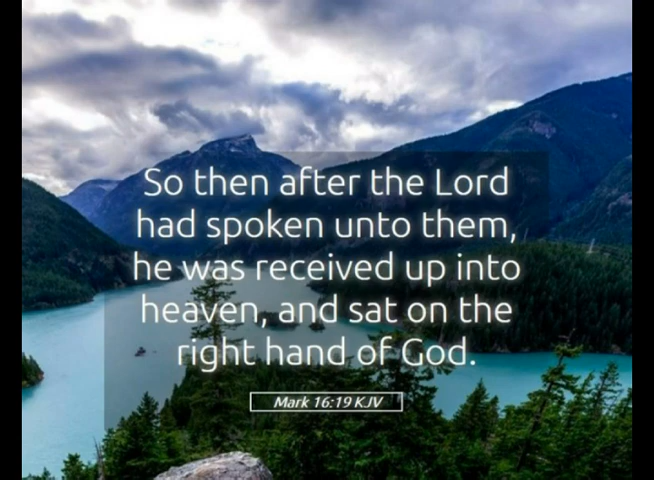 So then after the Lord
had spoken unto them,
he was received up into
heaven, and sat on the
right hand of God.
Mark 16:19 KJV